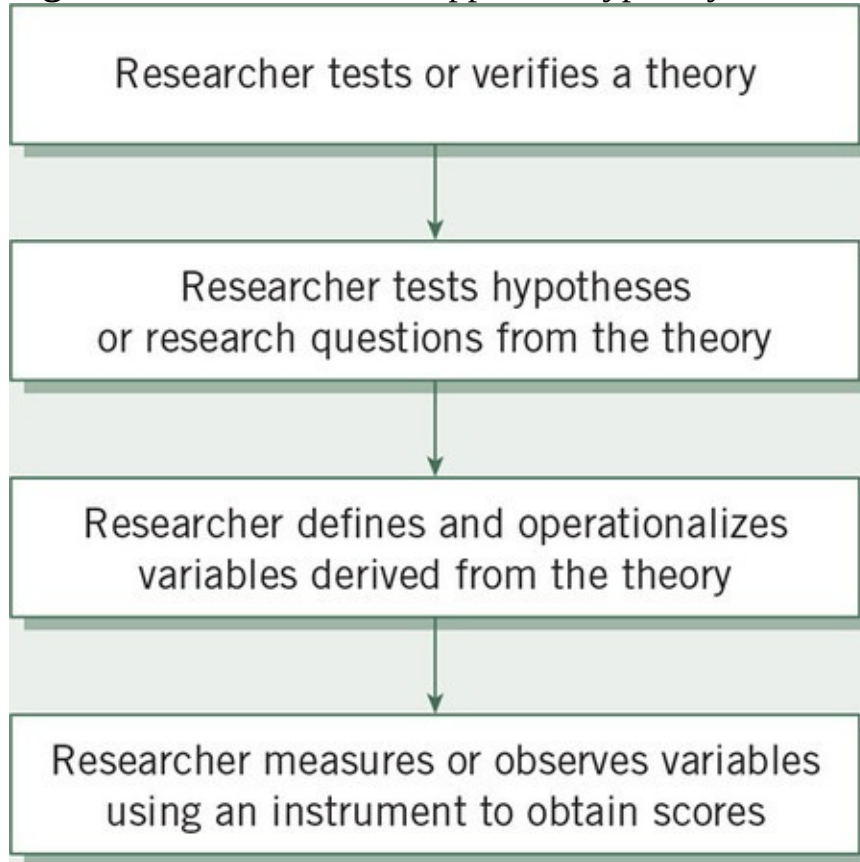 Researcher tests or verifies a theory
Researcher tests hypotheses
or research questions from the theory
Researcher defines and operationalizes
variables derived from the theory
Researcher measures or observes variables
using an instrument to obtain scores